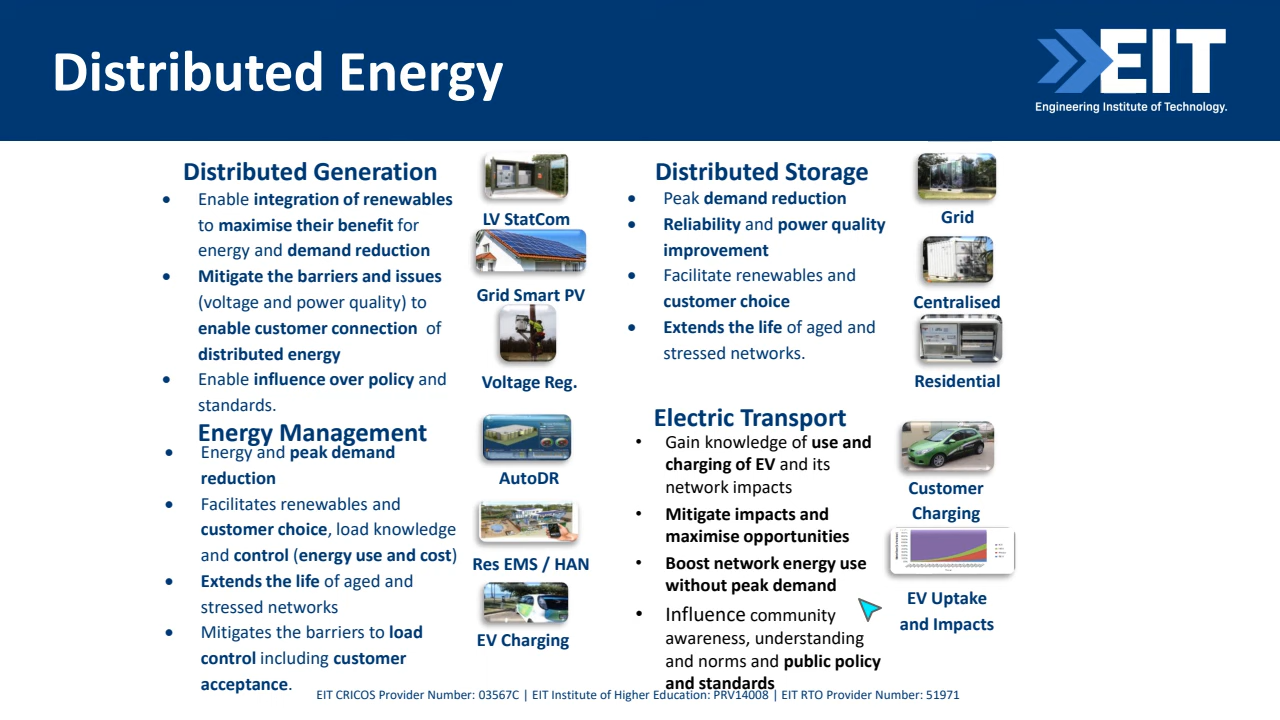 Distributed Energy
EIT
Engineering Institute of Technology.
Distributed Generation
• Enable integration of renewables
to maximise their benefit for
energy and demand reduction
• Mitigate the barriers and issues
(voltage and power quality) to
enable customer connection of
distributed energy
• Enable influence over policy and
standards.
LV StatCom
Grid Smart PV
Voltage Reg.
Energy Management
• Energy and peak demand
reduction
• Facilitates renewables and
customer choice, load knowledge
and control (energy use and cost)
• Extends the life of aged and
stressed networks
• Mitigates the barriers to load
control including customer
acceptance.
AutoDR
Res EMS / HAN
EV Charging
Distributed Storage
• Peak demand reduction
• Reliability and power quality
improvement
• Facilitate renewables and
customer choice
• Extends the life of aged and
stressed networks.
Grid
Centralised
Residential
Electric Transport
• Gain knowledge of use and
charging of EV and its
network impacts
• Mitigate impacts and
maximise opportunities
• Boost network energy use
without peak demand
• Influence community
awareness, understanding
and norms and public policy
and standards
Customer
Charging
EV Uptake
and Impacts
EIT CRICOS Provider Number: 03567C | EIT Institute of Higher Education: PRV14008 | EIT RTO Provider Number: 51971